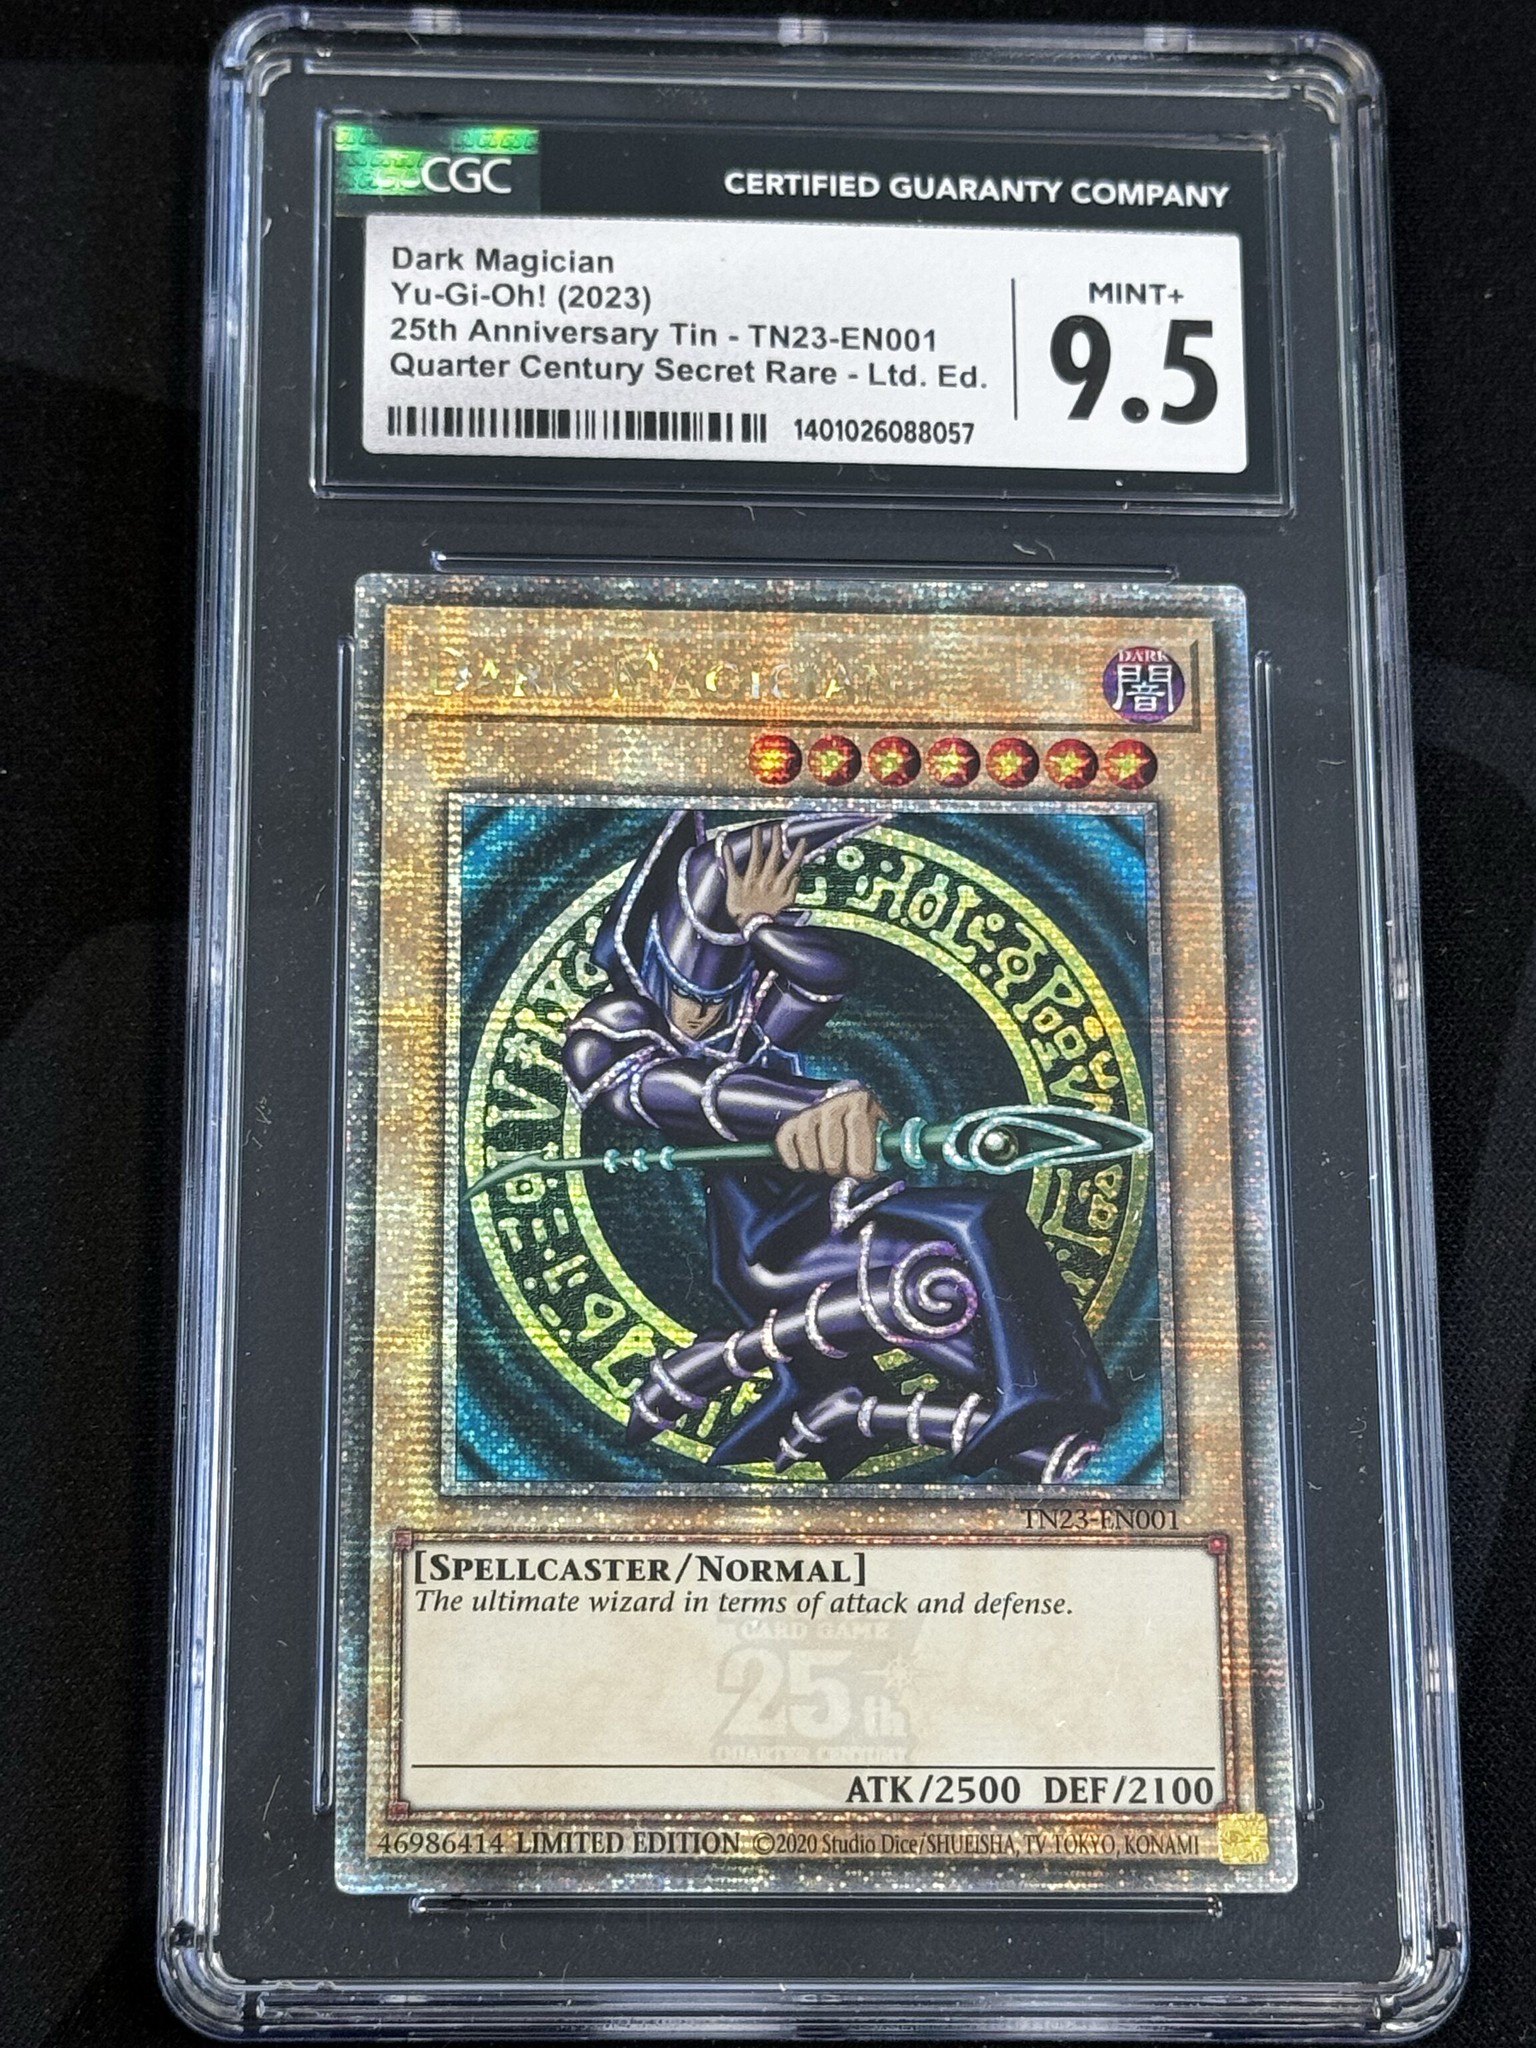 CGC
CERTIFIED GUARANTY COMPANY
Dark Magician
Yu-Gi-Oh! (2023)
25th Anniversary Tin - TN23-EN001
Quarter Century Secret Rare - Ltd. Ed.
1401026088057
MINT+
9.5
DARK MAGICIAN
DARK
闇
TN23-EN001
[SPELLCASTER/NORMAL]
The ultimate wizard in terms of attack and defense.
CARD GAME
25th
QUARTER CENTURY
ATK/2500 DEF/2100
46986414 LIMITED EDITION ©2020 Studio Dice/SHUEISHA, TV TOKYO, KONAMI